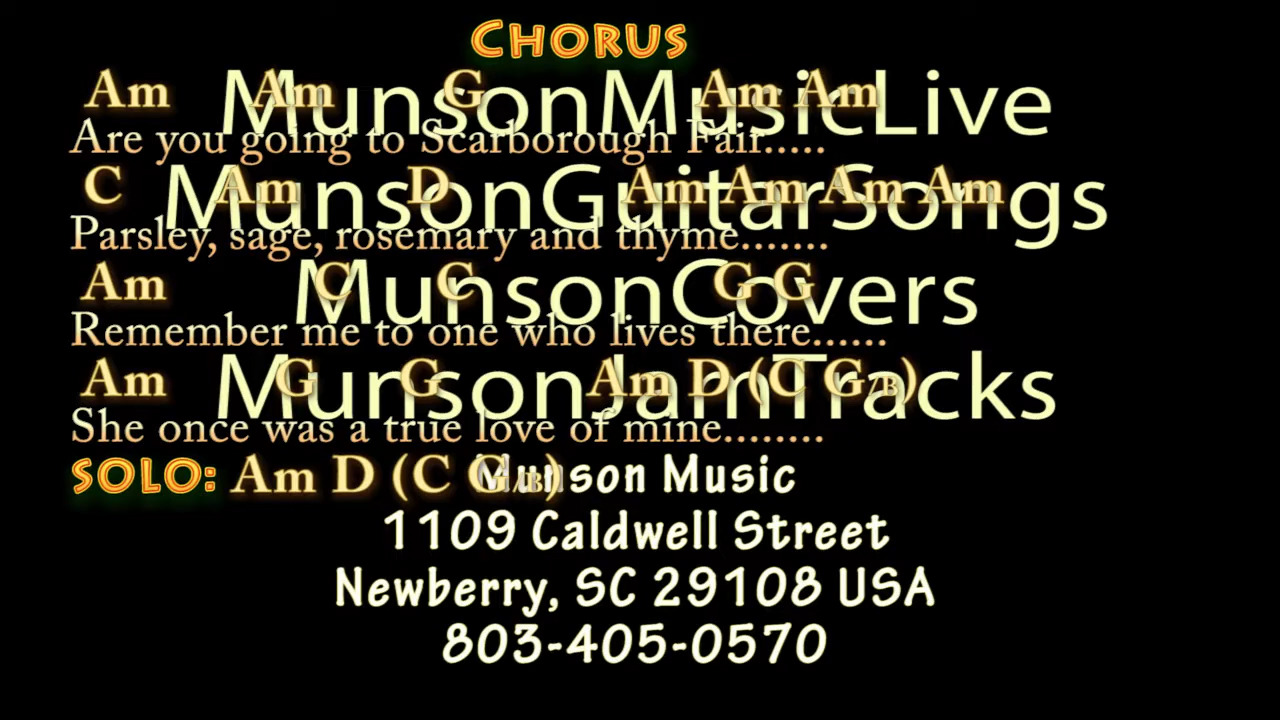 CHORUS
Am Am G Am Am
MunsonMusicLive
Are you going to Scarborough Fair.....
C Am D Am Am Am Am
MunsonGuitarSongs
Parsley, sage, rosemary and thyme.......
Am C C G G
MunsonCovers
Remember me to one who lives there......
Am G G Am D (C G/B)
MunsonJamTracks
She once was a true love of mine........
SOLO: Am D (C G/B)
Munson Music
1109 Caldwell Street
Newberry, SC 29108 USA
803-405-0570